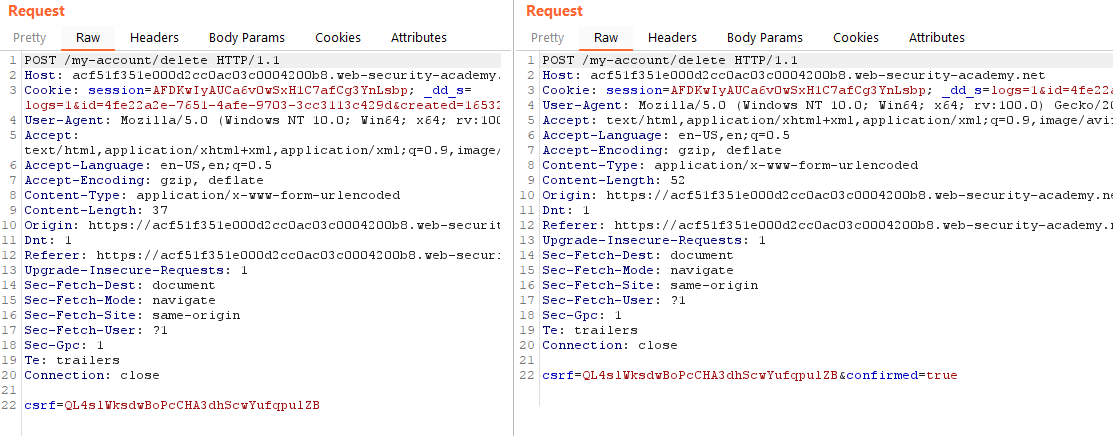 Request
Pretty Raw Headers Body Params Cookies Attributes
1 POST /my-account/delete HTTP/1.1
2 Host: acf51f351e000d2cc0ac03c0004200b8.web-security-academy.
3 Cookie: session=AFDKwIyAUCa6vOwSxH1C7afCg3YnLsbp; _dd_s=
logs=1&id=4fe22a2e-7651-4afe-9703-3cc3113c429d&created=16532
4 User-Agent: Mozilla/5.0 (Windows NT 10.0; Win64; x64; rv:100
5 Accept:
text/html,application/xhtml+xml,application/xml;q=0.9,image/
6 Accept-Language: en-US,en;q=0.5
7 Accept-Encoding: gzip, deflate
8 Content-Type: application/x-www-form-urlencoded
9 Content-Length: 37
10 Origin: https://acf51f351e000d2cc0ac03c0004200b8.web-securit
11 Dnt: 1
12 Referer: https://acf51f351e000d2cc0ac03c0004200b8.web-securi
13 Upgrade-Insecure-Requests: 1
14 Sec-Fetch-Dest: document
15 Sec-Fetch-Mode: navigate
16 Sec-Fetch-Site: same-origin
17 Sec-Fetch-User: ?1
18 Sec-Gpc: 1
19 Te: trailers
20 Connection: close
21
22 csrf=QL4slWksdwBoPcCHA3dhScwYufqpulZB
Request
Pretty Raw Headers Body Params Cookies Attributes
1 POST /my-account/delete HTTP/1.1
2 Host: acf51f351e000d2cc0ac03c0004200b8.web-security-academy.net
3 Cookie: session=AFDKwIyAUCa6vOwSxH1C7afCg3YnLsbp; _dd_s=logs=1&id=4fe22a
4 User-Agent: Mozilla/5.0 (Windows NT 10.0; Win64; x64; rv:100.0) Gecko/20
5 Accept: text/html,application/xhtml+xml,application/xml;q=0.9,image/avif
6 Accept-Language: en-US,en;q=0.5
7 Accept-Encoding: gzip, deflate
8 Content-Type: application/x-www-form-urlencoded
9 Content-Length: 52
10 Origin: https://acf51f351e000d2cc0ac03c0004200b8.web-security-academy.ne
11 Dnt: 1
12 Referer: https://acf51f351e000d2cc0ac03c0004200b8.web-security-academy.n
13 Upgrade-Insecure-Requests: 1
14 Sec-Fetch-Dest: document
15 Sec-Fetch-Mode: navigate
16 Sec-Fetch-Site: same-origin
17 Sec-Fetch-User: ?1
18 Sec-Gpc: 1
19 Te: trailers
20 Connection: close
21
22 csrf=QL4slWksdwBoPcCHA3dhScwYufqpulZB&confirmed=true